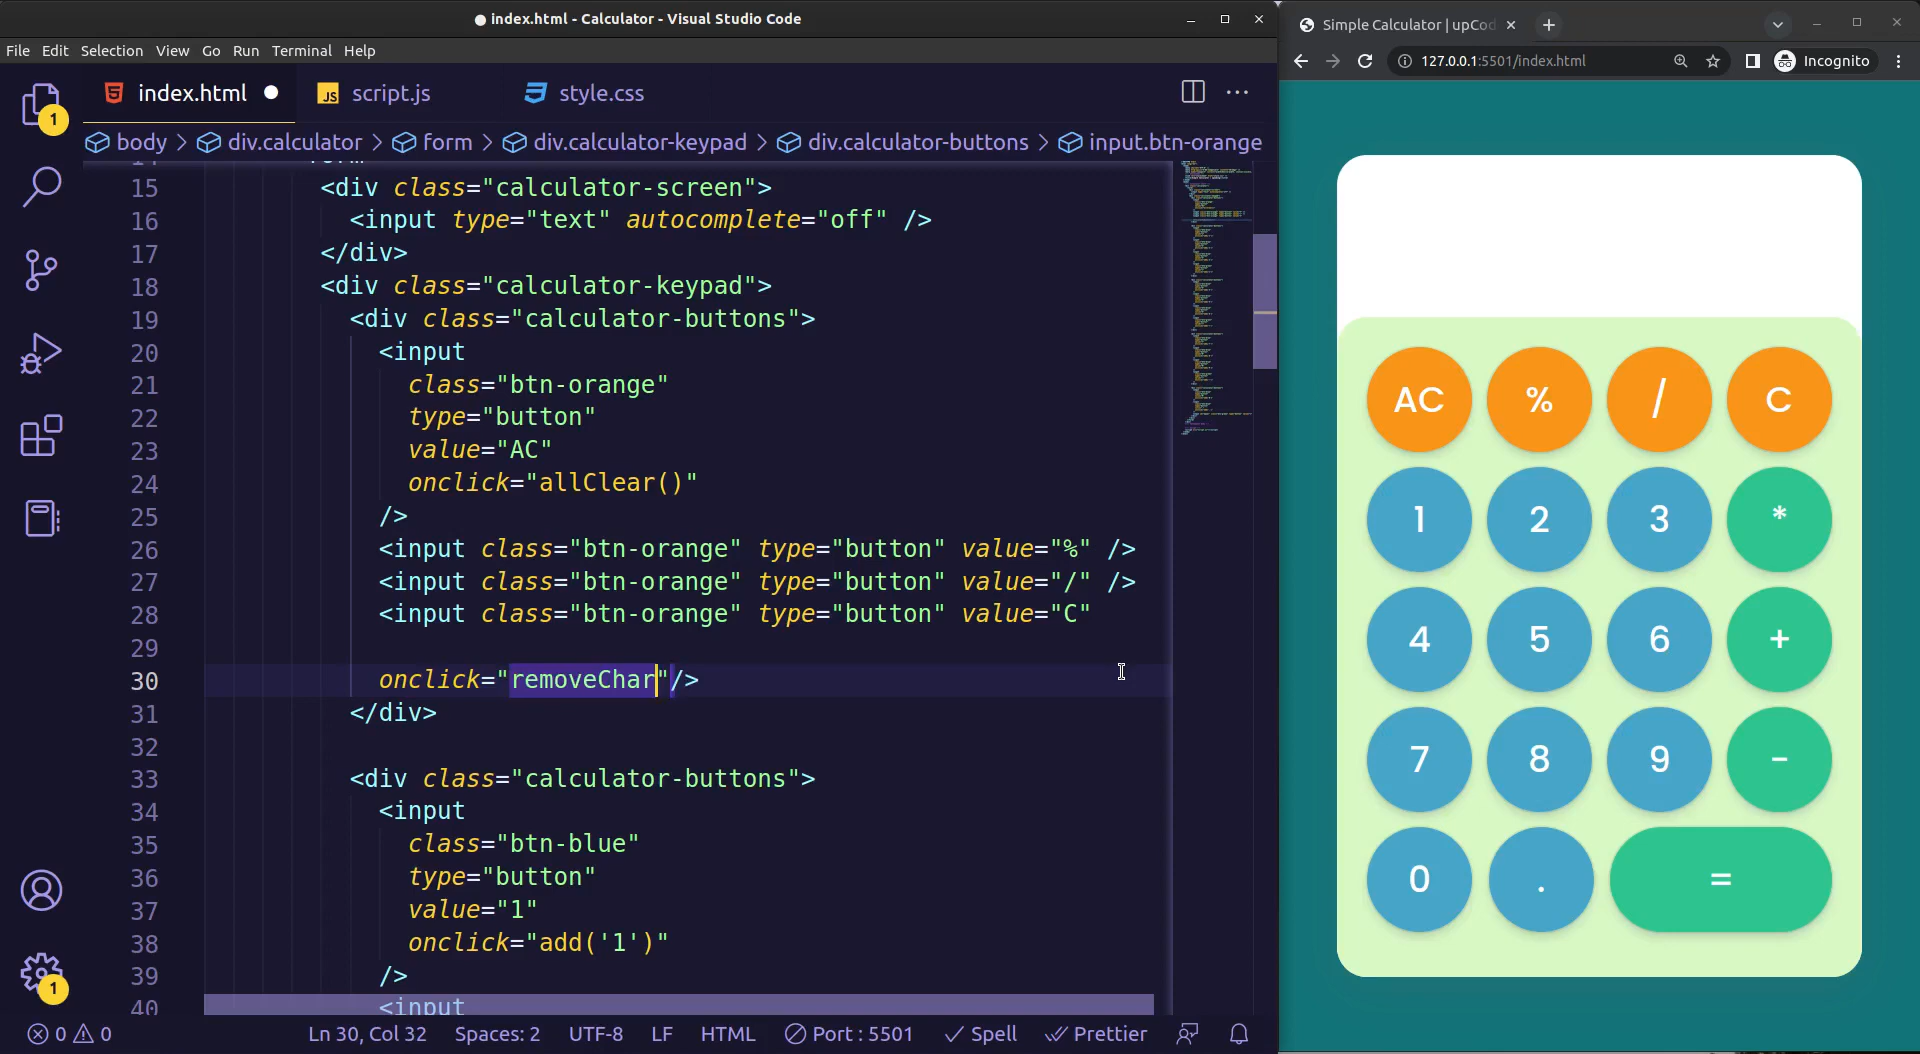 ● index.html - Calculator - Visual Studio Code
File Edit Selection View Go Run Terminal Help
index.html ●
JS script.js
style.css
body > div.calculator > form > div.calculator-keypad > div.calculator-buttons > input.btn-orange
15 <div class="calculator-screen">
16 <input type="text" autocomplete="off" />
17 </div>
18 <div class="calculator-keypad">
19 <div class="calculator-buttons">
20 <input
21 class="btn-orange"
22 type="button"
23 value="AC"
24 onclick="allClear()"
25 />
26 <input class="btn-orange" type="button" value="%" />
27 <input class="btn-orange" type="button" value="/" />
28 <input class="btn-orange" type="button" value="C"
29
30 onclick="removeChar"/>
31 </div>
32
33 <div class="calculator-buttons">
34 <input
35 class="btn-blue"
36 type="button"
37 value="1"
38 onclick="add('1')"
39 />
40 <input
1
1
0 0
Ln 30, Col 32
Spaces: 2
UTF-8
LF
HTML
Port : 5501
Spell
Prettier
Simple Calculator | upCod
127.0.0.1:5501/index.html
Incognito
AC % / C
1 2 3 *
4 5 6 +
7 8 9 -
0 . =